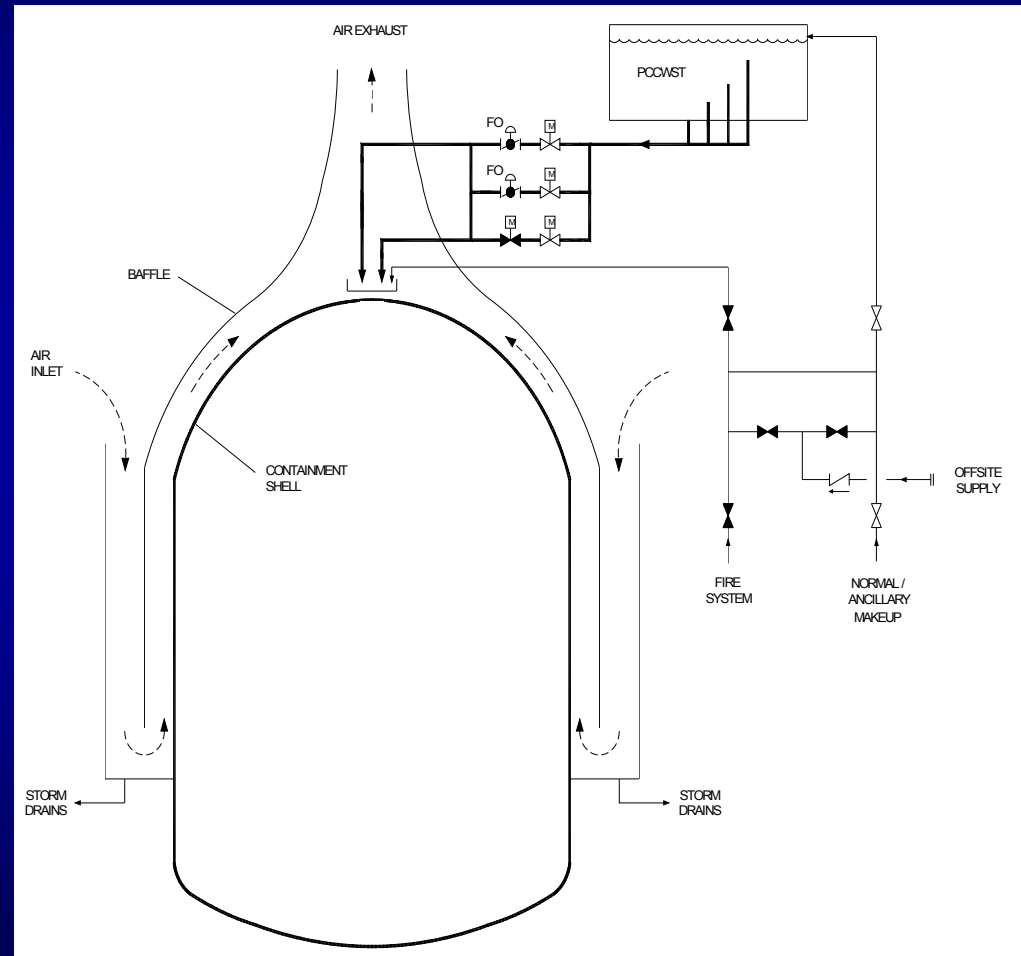 AIR EXHAUST
PCCWST
FO
M
FO
M
M
M
BAFFLE
AIR
INLET
CONTAINMENT
SHELL
OFFSITE
SUPPLY
FIRE
SYSTEM
NORMAL /
ANCILLARY
MAKEUP
STORM
DRAINS
STORM
DRAINS